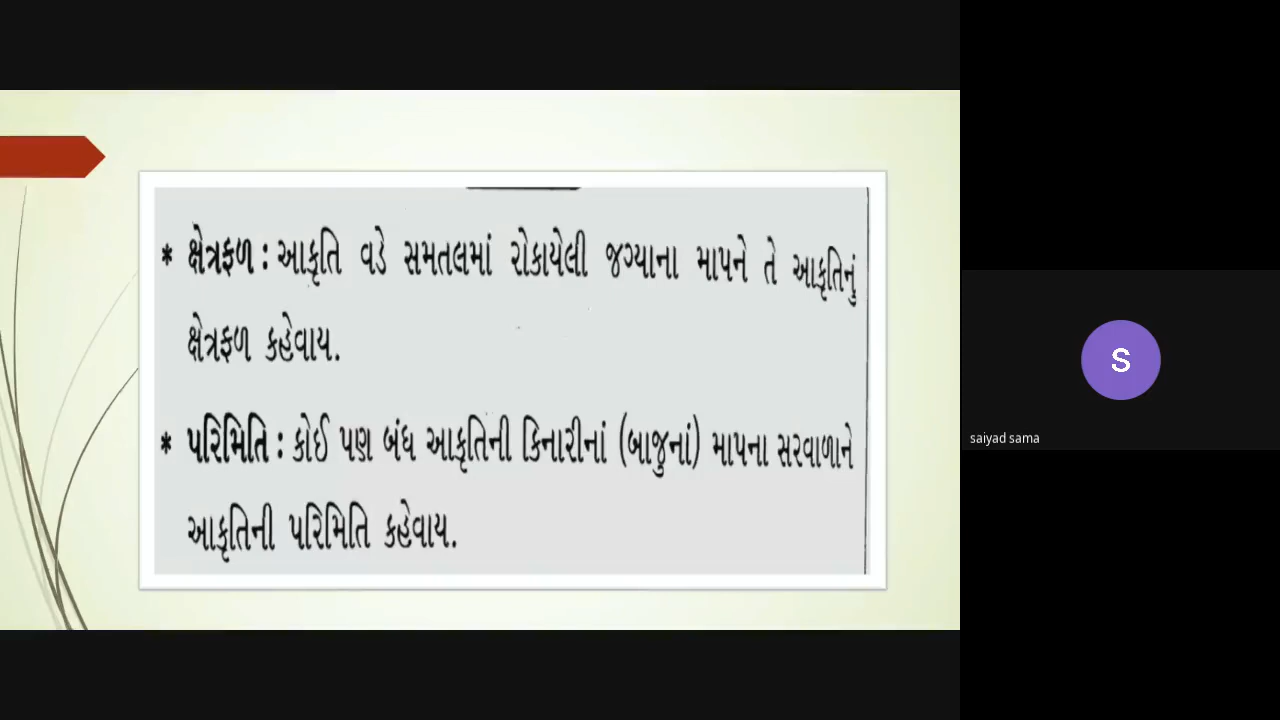 * ક્ષેત્રફળ : આકૃતિ વડે સમતલમાં રોકાયેલી જગ્યાના માપને તે આકૃતિનું
ક્ષેત્રફળ કહેવાય.
* પરિમિતિ : કોઈ પણ બંધ આકૃતિની કિનારીનાં (બાજુનાં) માપના સરવાળાને
આકૃતિની પરિમિતિ કહેવાય.
S
saiyad sama